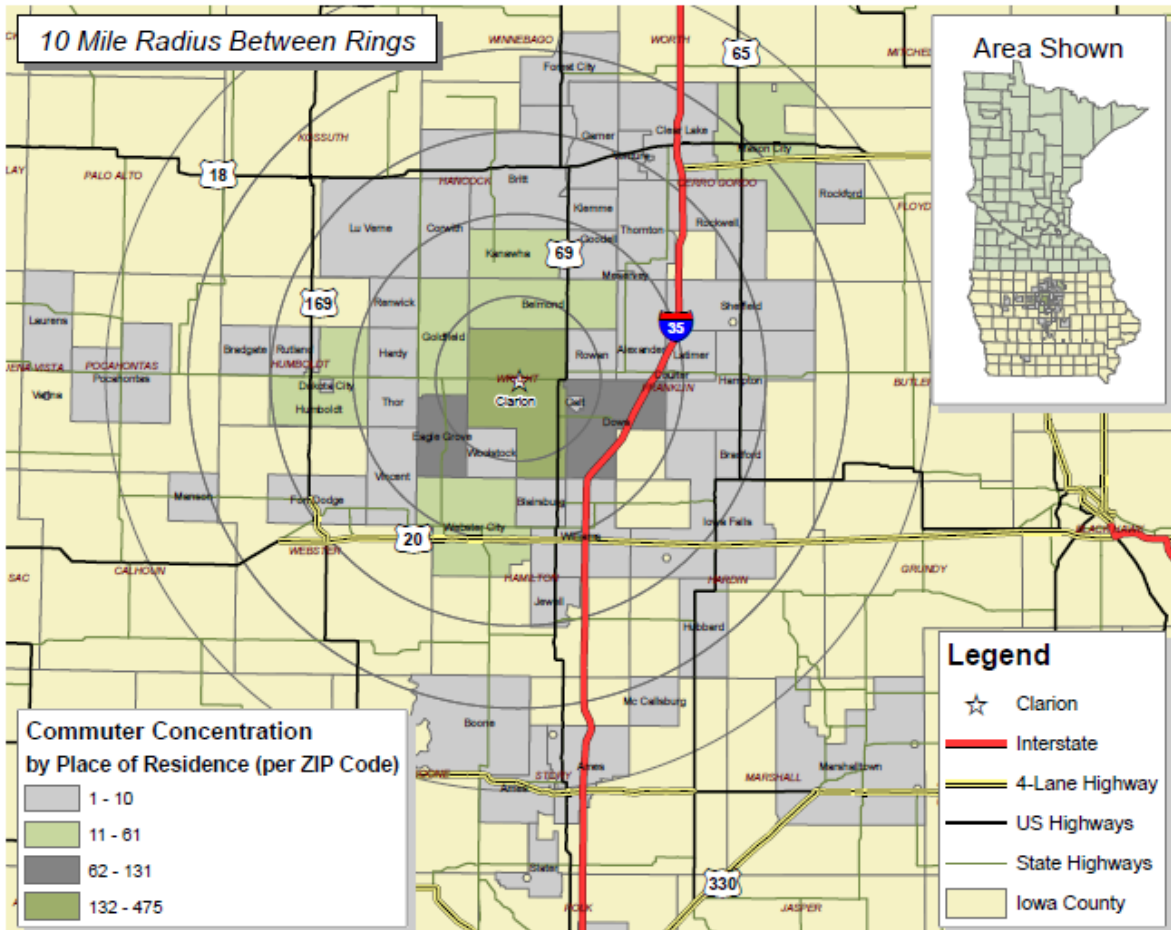 10 Mile Radius Between Rings
WINNEBAGO
WORTH
65
Area Shown
Forest City
KOSSUTH
Garner
Clear Lake
Mason City
18
PALO ALTO
HANCOCK
Britt
CERRO GORDO
Rockford
FLOYD
Klemme
Lu Verne
Corwith
Thornton
Rockwell
Kanawha
69
Goodell
Meservey
169
Renwick
Belmond
Sheffield
Laurens
Goldfield
35
Bradgate
Rutland
Hardy
Rowan
Alexander
Latimer
POCAHONTAS
HUMBOLDT
WRIGHT
Coulter
Pocahontas
Dakota City
FRANKLIN
Hampton
BUTLER
Varina
Humboldt
Thor
Clarion
Dows
Eagle Grove
Woolstock
Bradford
Vincent
Manson
Fort Dodge
Blairsburg
Iowa Falls
Webster City
20
Williams
BLACK HAWK
WEBSTER
SAC
CALHOUN
HAMILTON
HARDIN
GRUNDY
Jewell
Hubbard
Legend
Mc Callsburg
Clarion
Commuter Concentration
by Place of Residence (per ZIP Code)
Boone
Interstate
STORY
Ames
MARSHALL
Marshalltown
4-Lane Highway
1 - 10
Ames
11 - 61
US Highways
62 - 131
Slater
State Highways
330
132 - 475
POLK
JASPER
Iowa County